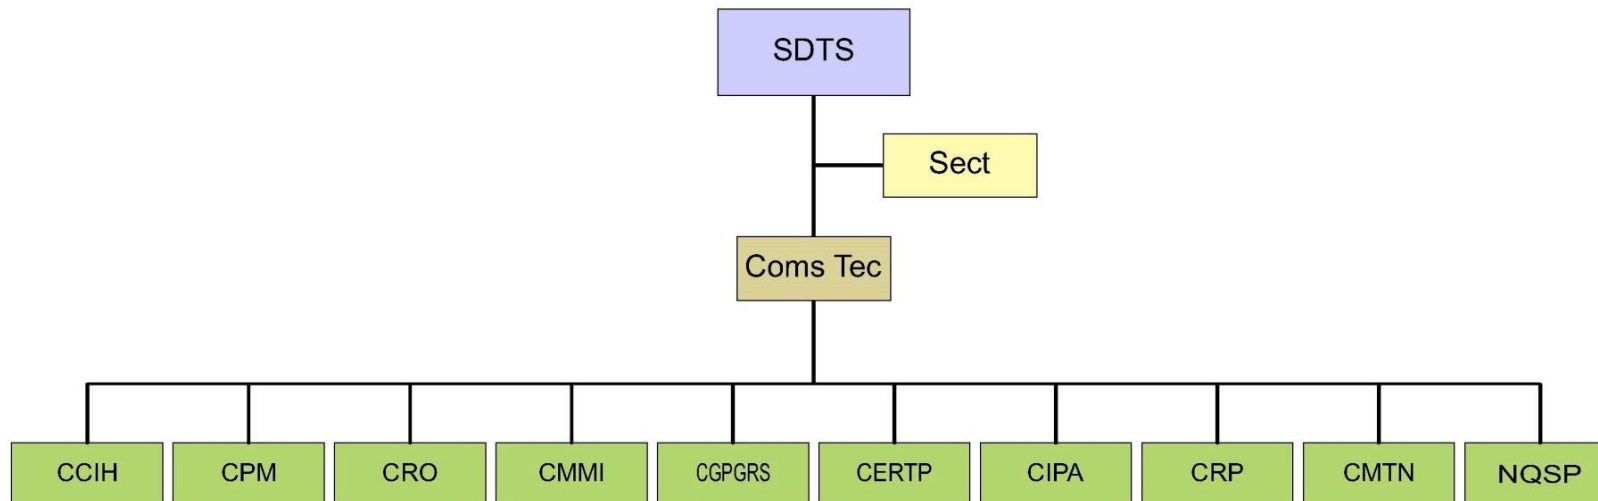 SDTS
Sect
Coms Tec
CCIH
CPM
CRO
CMMI
CGPGRS
CERTP
CIPA
CRP
CMTN
NQSP